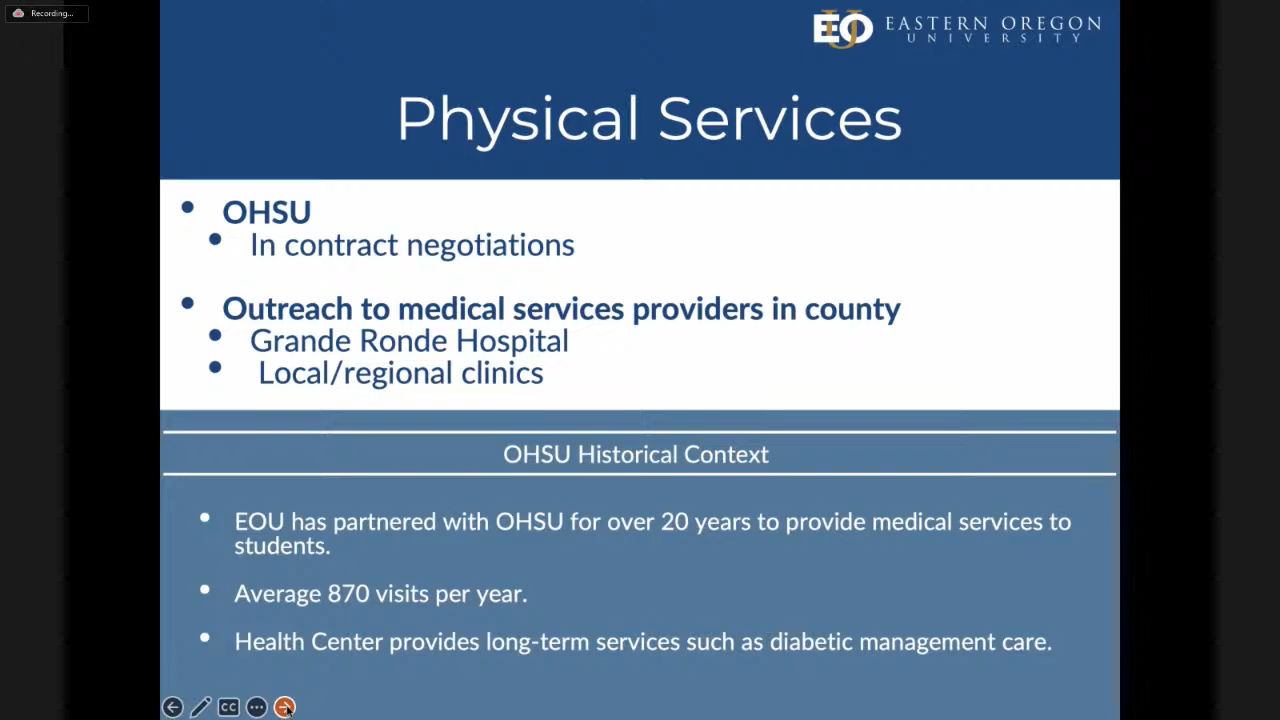 Recording...
EOU EASTERN OREGON
UNIVERSITY
Physical Services
• OHSU
• In contract negotiations
• Outreach to medical services providers in county
• Grande Ronde Hospital
• Local/regional clinics
OHSU Historical Context
• EOU has partnered with OHSU for over 20 years to provide medical services to
students.
• Average 870 visits per year.
• Health Center provides long-term services such as diabetic management care.
CC